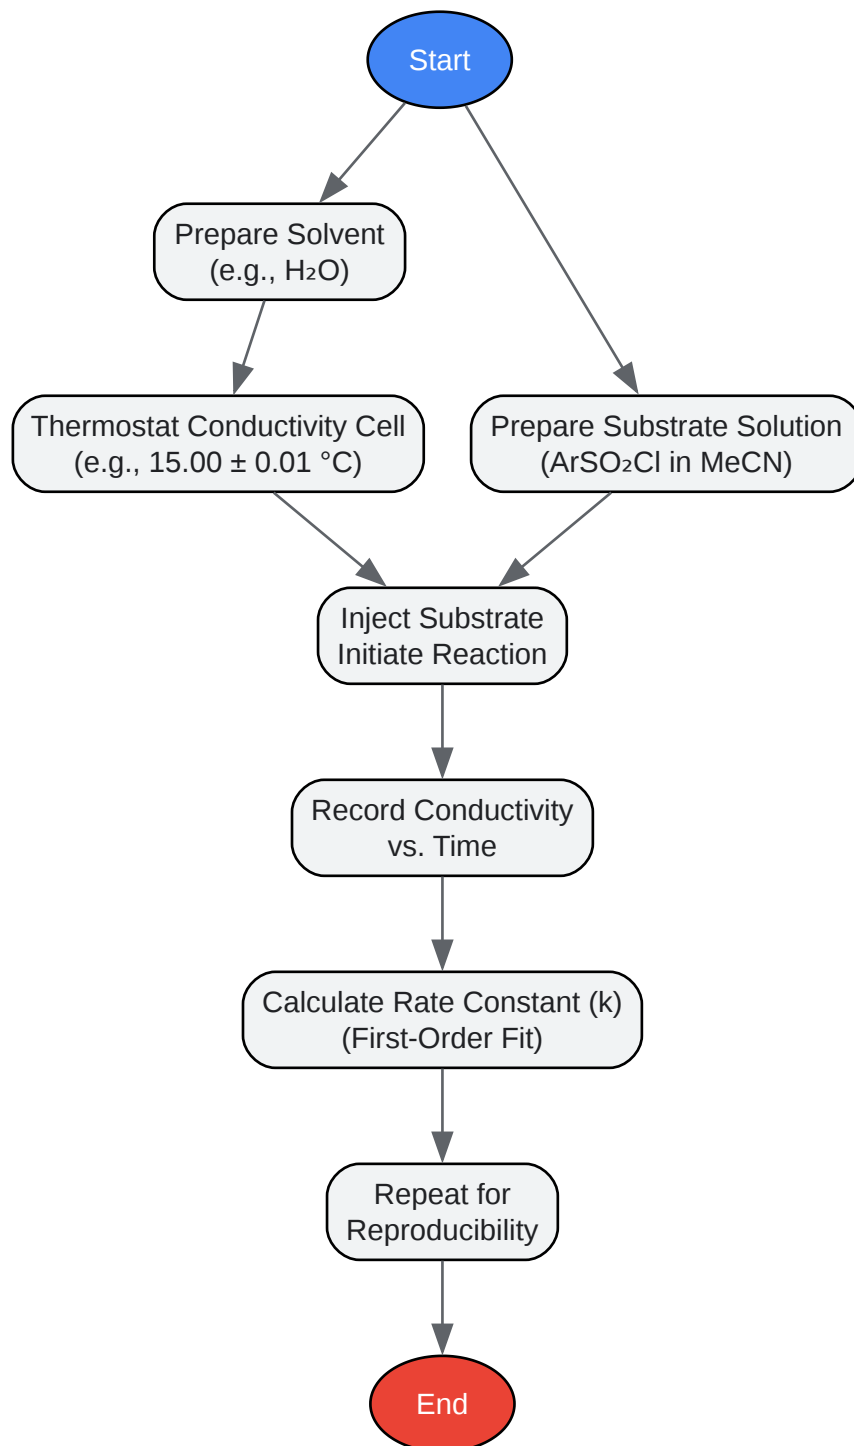 Start
Prepare Solvent
(e.g., H₂O)
Thermostat Conductivity Cell
(e.g., 15.00 ± 0.01 °C)
Prepare Substrate Solution
(ArSO₂Cl in MeCN)
Inject Substrate
Initiate Reaction
Record Conductivity
vs. Time
Calculate Rate Constant (k)
(First-Order Fit)
Repeat for
Reproducibility
End